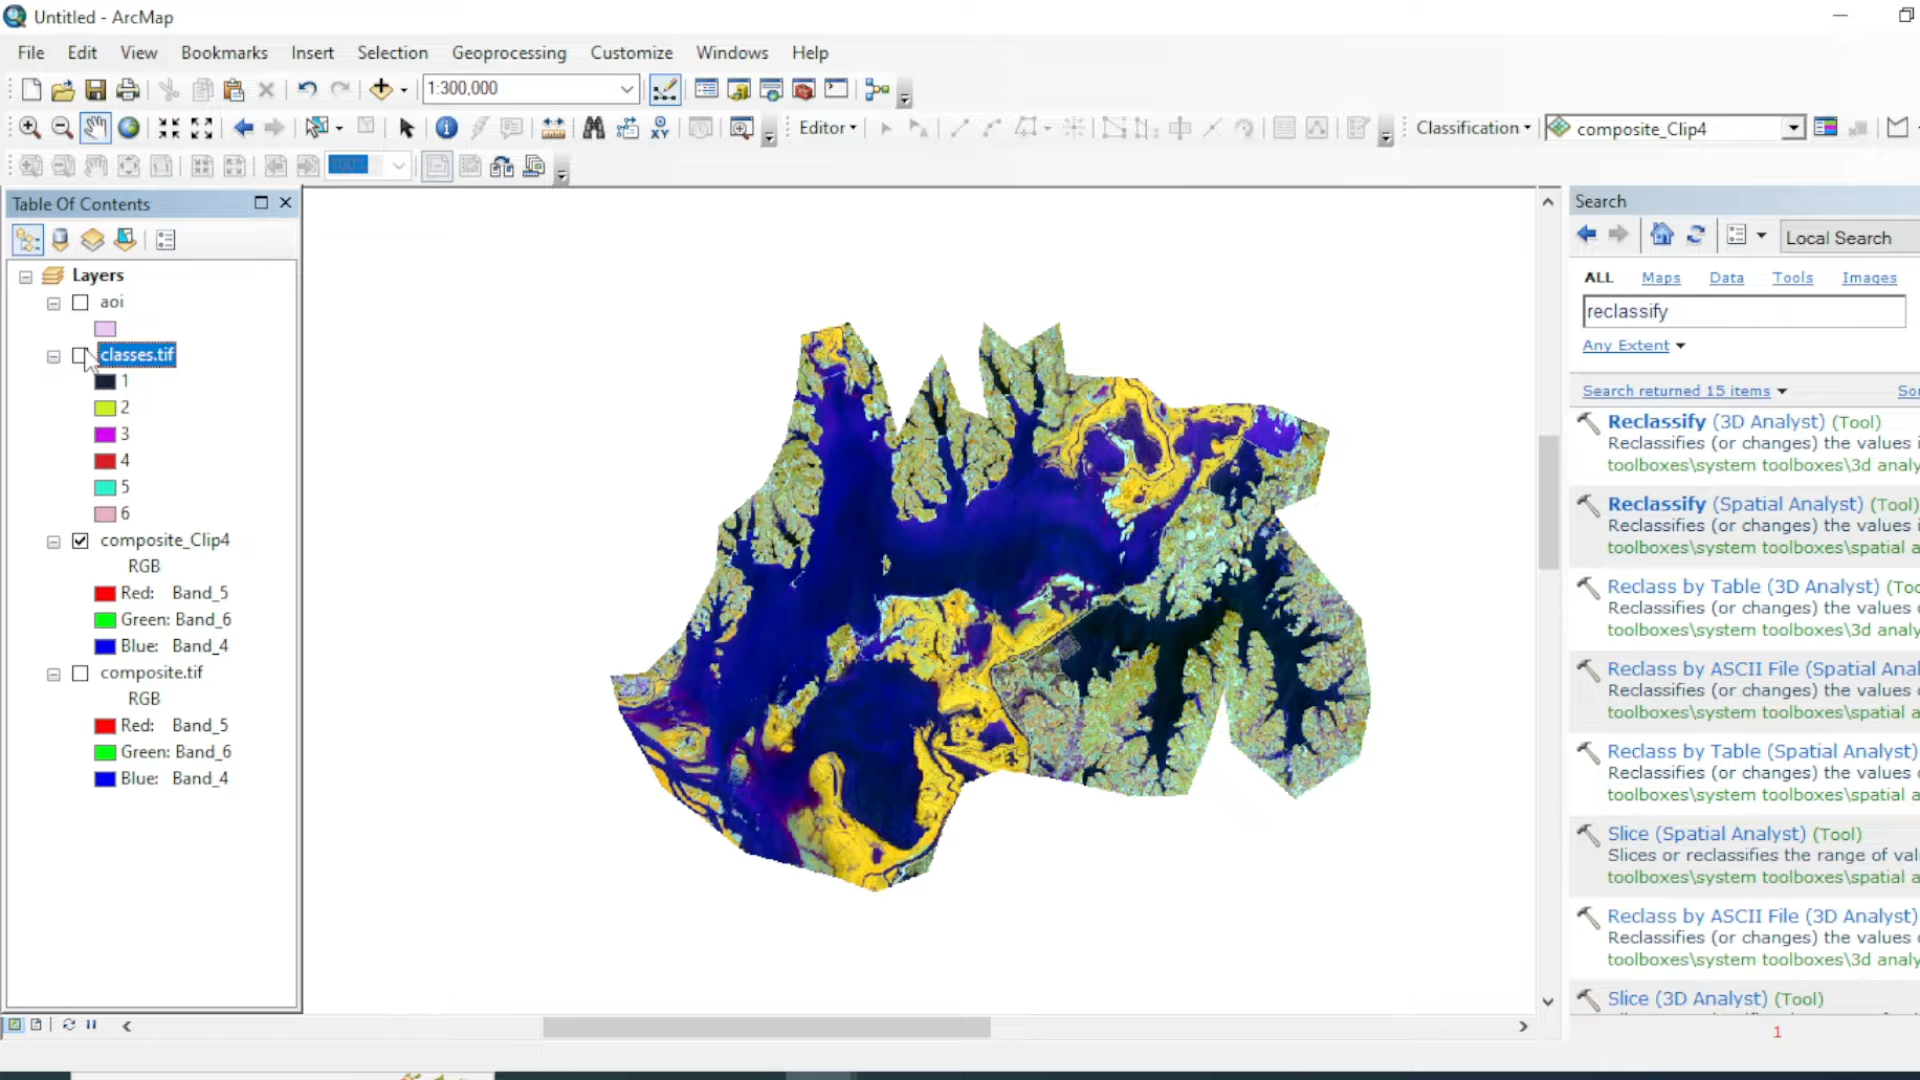 Untitled - ArcMap
File Edit View Bookmarks Insert Selection Geoprocessing Customize Windows Help
1:300,000
Editor Classification composite_Clip4
Table Of Contents
Layers
aoi
classes.tif
1
2
3
4
5
6
composite_Clip4
RGB
Red: Band_5
Green: Band_6
Blue: Band_4
composite.tif
RGB
Red: Band_5
Green: Band_6
Blue: Band_4
Search
Local Search
ALL Maps Data Tools Images
reclassify
Any Extent
Search returned 15 items Sor
Reclassify (3D Analyst) (Tool)
Reclassifies (or changes) the values i
toolboxes\system toolboxes\3d analy
Reclassify (Spatial Analyst) (Tool)
Reclassifies (or changes) the values i
toolboxes\system toolboxes\spatial a
Reclass by Table (3D Analyst) (Too
Reclassifies (or changes) the values o
toolboxes\system toolboxes\3d analy
Reclass by ASCII File (Spatial Anal
Reclassifies (or changes) the values o
toolboxes\system toolboxes\spatial a
Reclass by Table (Spatial Analyst)
Reclassifies (or changes) the values o
toolboxes\system toolboxes\spatial a
Slice (Spatial Analyst) (Tool)
Slices or reclassifies the range of val
toolboxes\system toolboxes\spatial a
Reclass by ASCII File (3D Analyst)
Reclassifies (or changes) the values o
toolboxes\system toolboxes\3d analy
Slice (3D Analyst) (Tool)
1